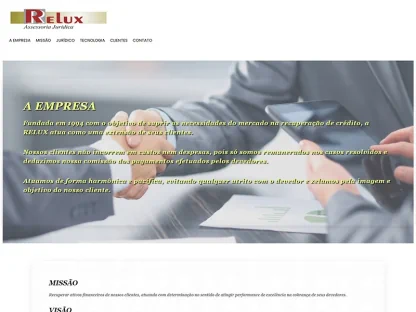 RELUX
Assessoria Jurídica
A EMPRESA MISSÃO JURÍDICO TECNOLOGIA CLIENTES CONTATO
A EMPRESA
Fundada em 1994 com o objetivo de suprir as necessidades do mercado na recuperação de crédito, a
RELUX atua como uma extensão de seus clientes.
Nossos clientes não incorrem em custos nem despesas, pois só somos remunerados nos casos resolvidos e
deduzimos nossa comissão dos pagamentos efetuados pelos devedores.
Atuamos de forma harmônica e pacífica, evitando qualquer atrito com o devedor e zelamos pela imagem e
objetivo do nosso cliente.
MISSÃO
Recuperar ativos financeiros de nossos clientes, atuando com determinação no sentido de atingir performance de excelência na cobrança de seus devedores.
VISÃO